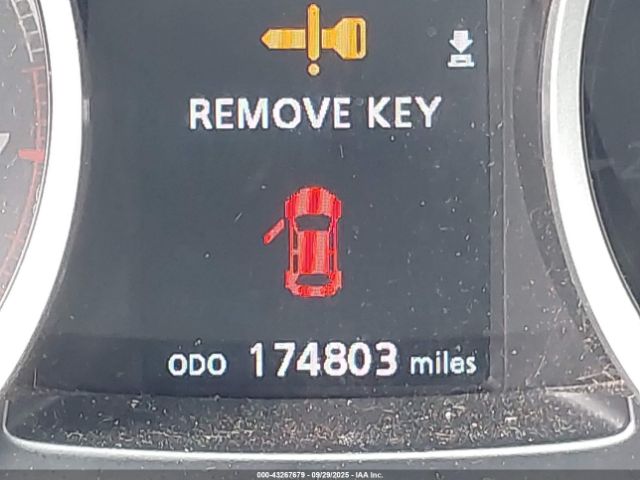 REMOVE KEY
ODO 174803 miles
000-43267679 - 09/29/2025 - IAA Inc.